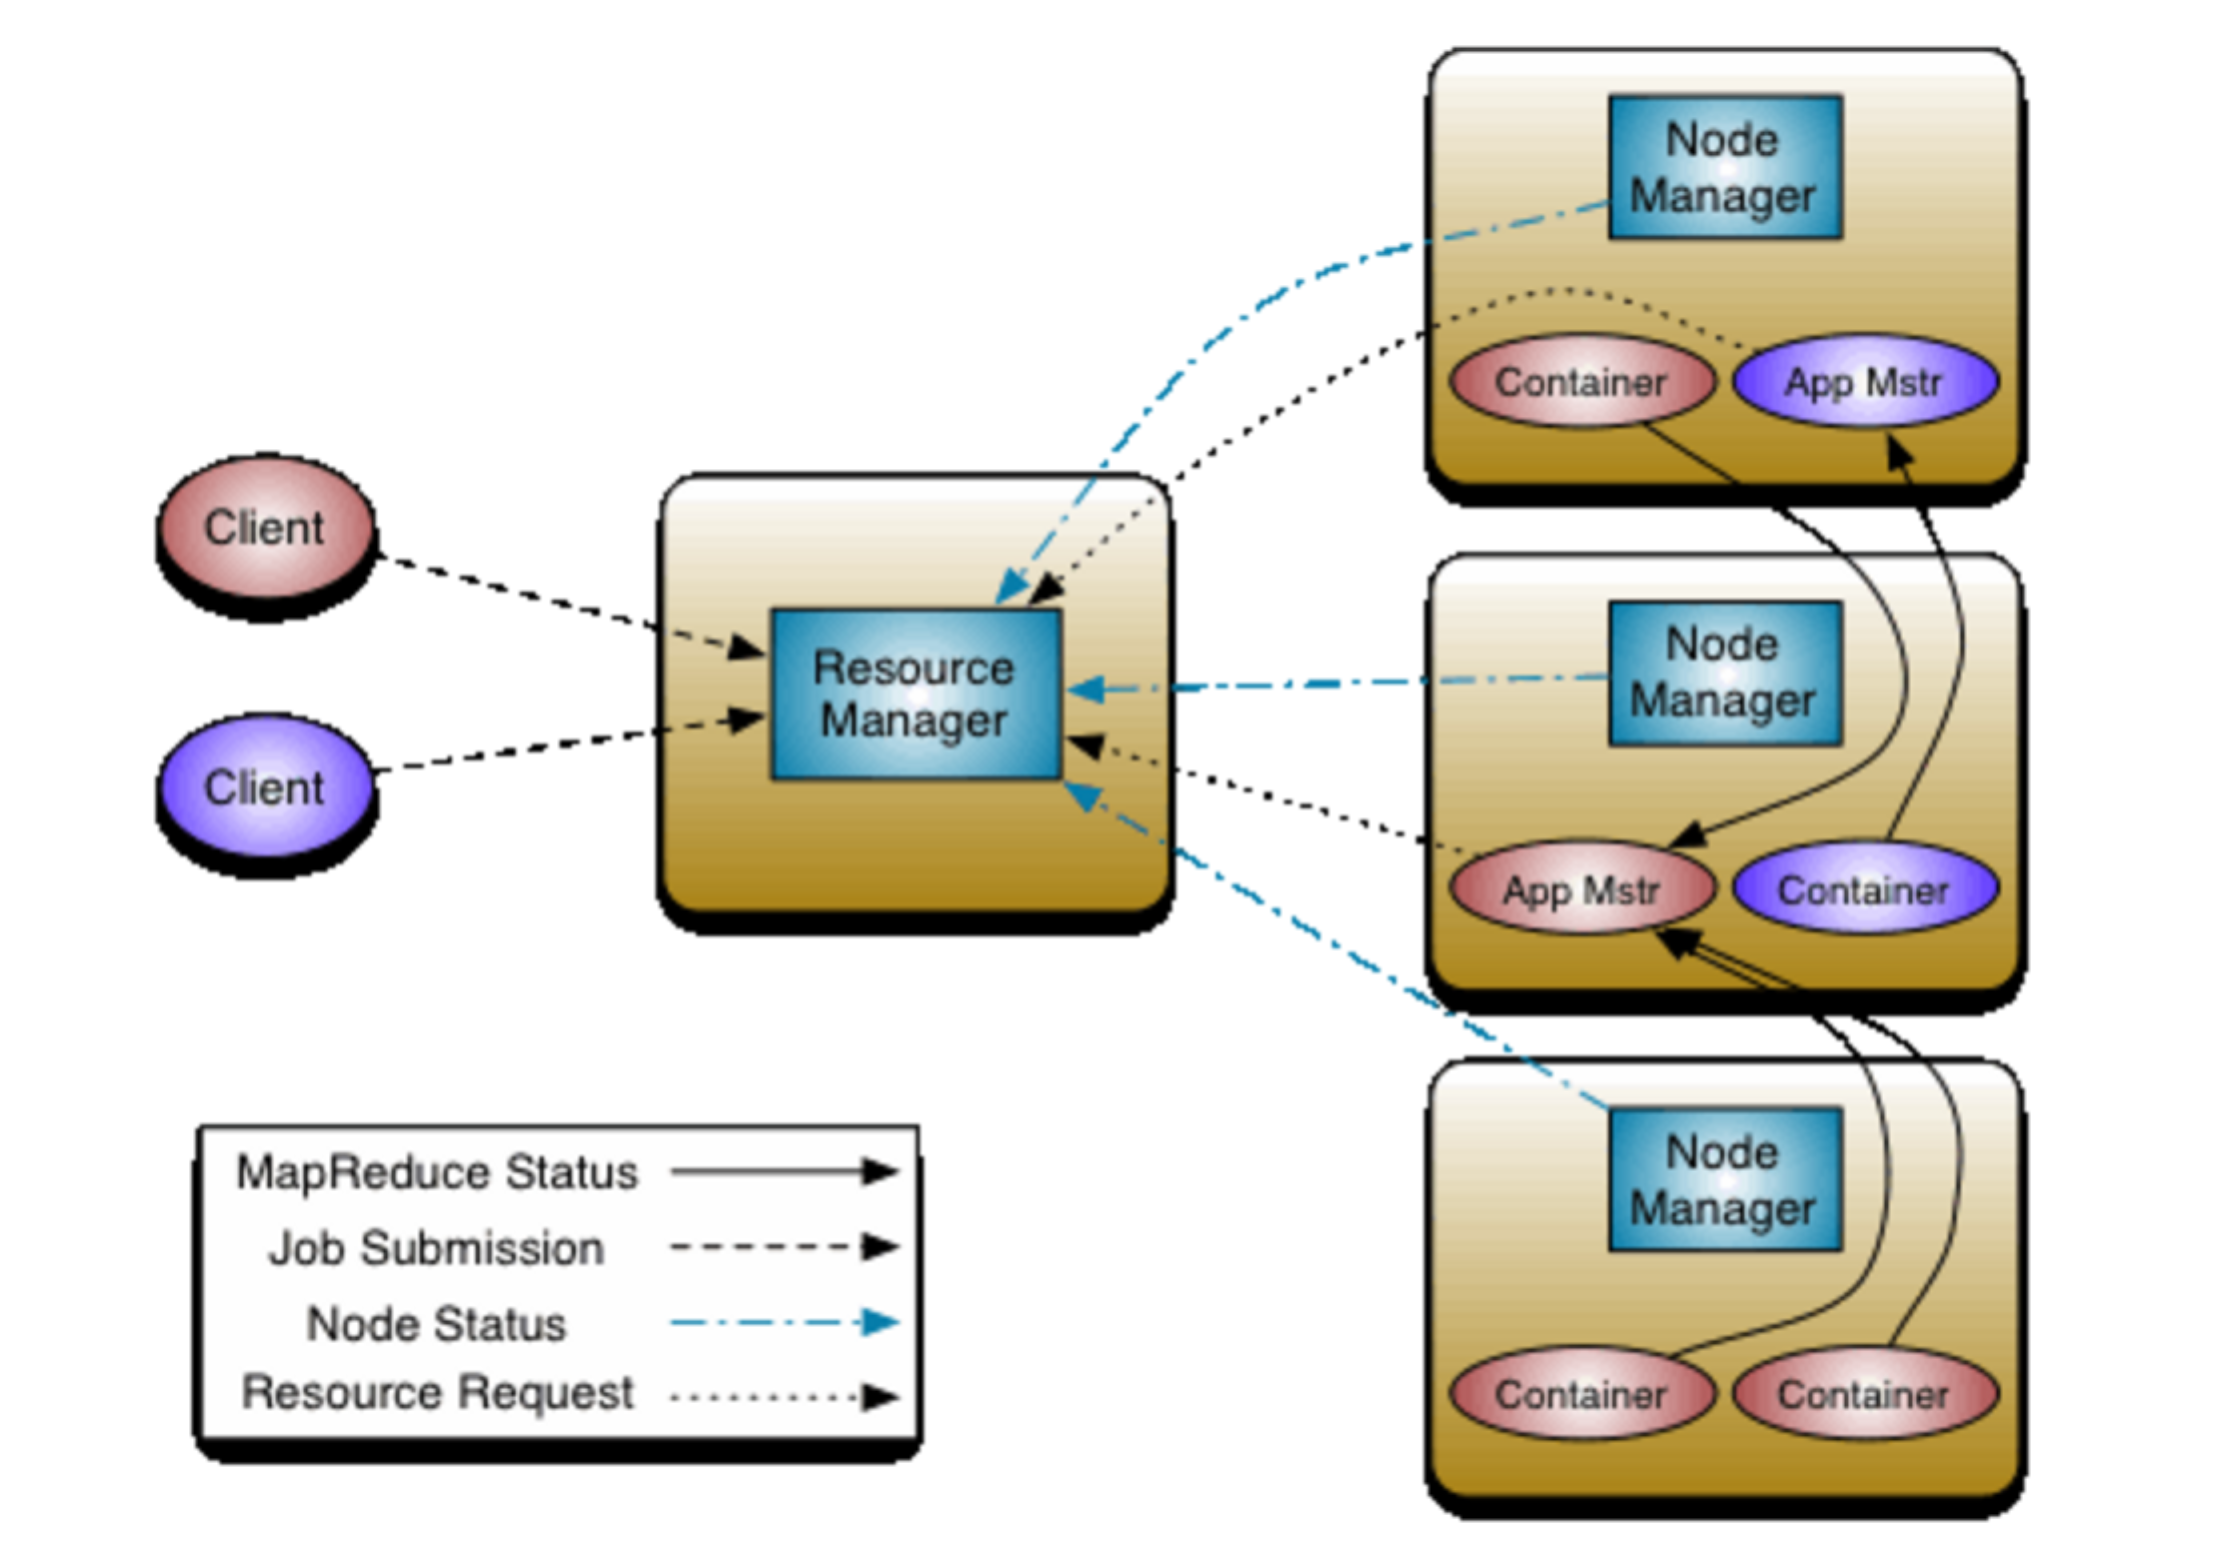 Client
Client
Resource
Manager
Node
Manager
Container
App Mstr
Node
Manager
App Mstr
Container
Node
Manager
Container
Container
MapReduce Status
Job Submission
Node Status
Resource Request